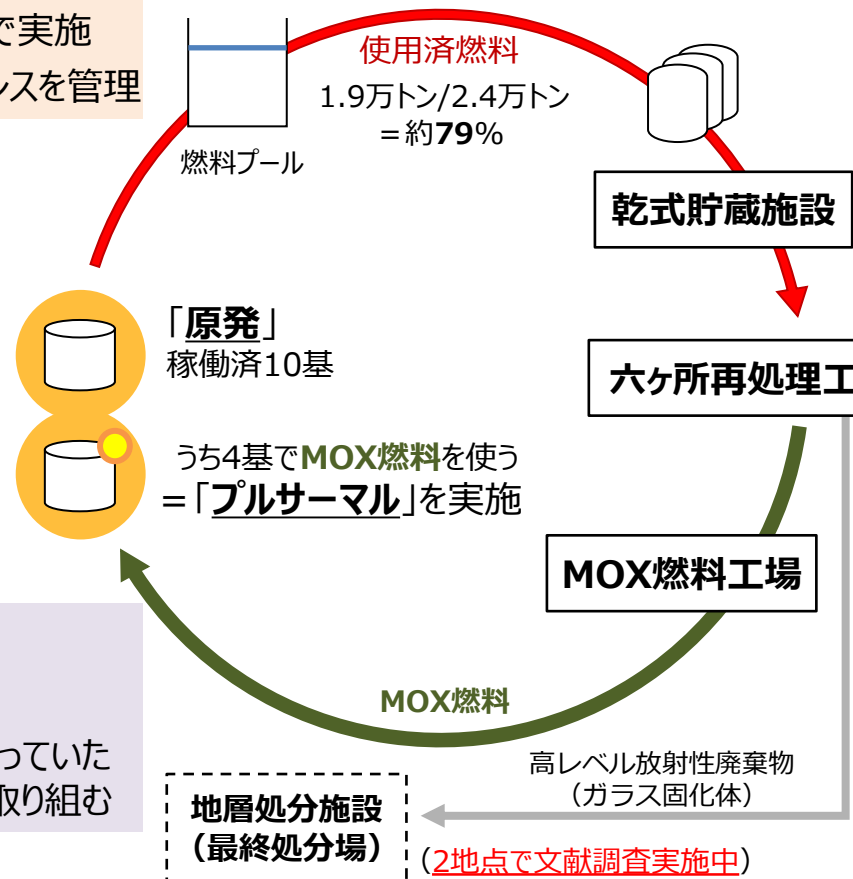 で実施
ンスを管理
使用済燃料
1.9万トン/2.4万トン
=約79%
燃料プール
乾式貯蔵施設
「原発」
稼働済10基
六ヶ所再処理工
うち4基でMOX燃料を使う
=「プルサーマル」を実施
MOX燃料工場
MOX燃料
っていた
取り組む
高レベル放射性廃棄物
(ガラス固化体)
地層処分施設
(最終処分場)
(2地点で文献調査実施中)